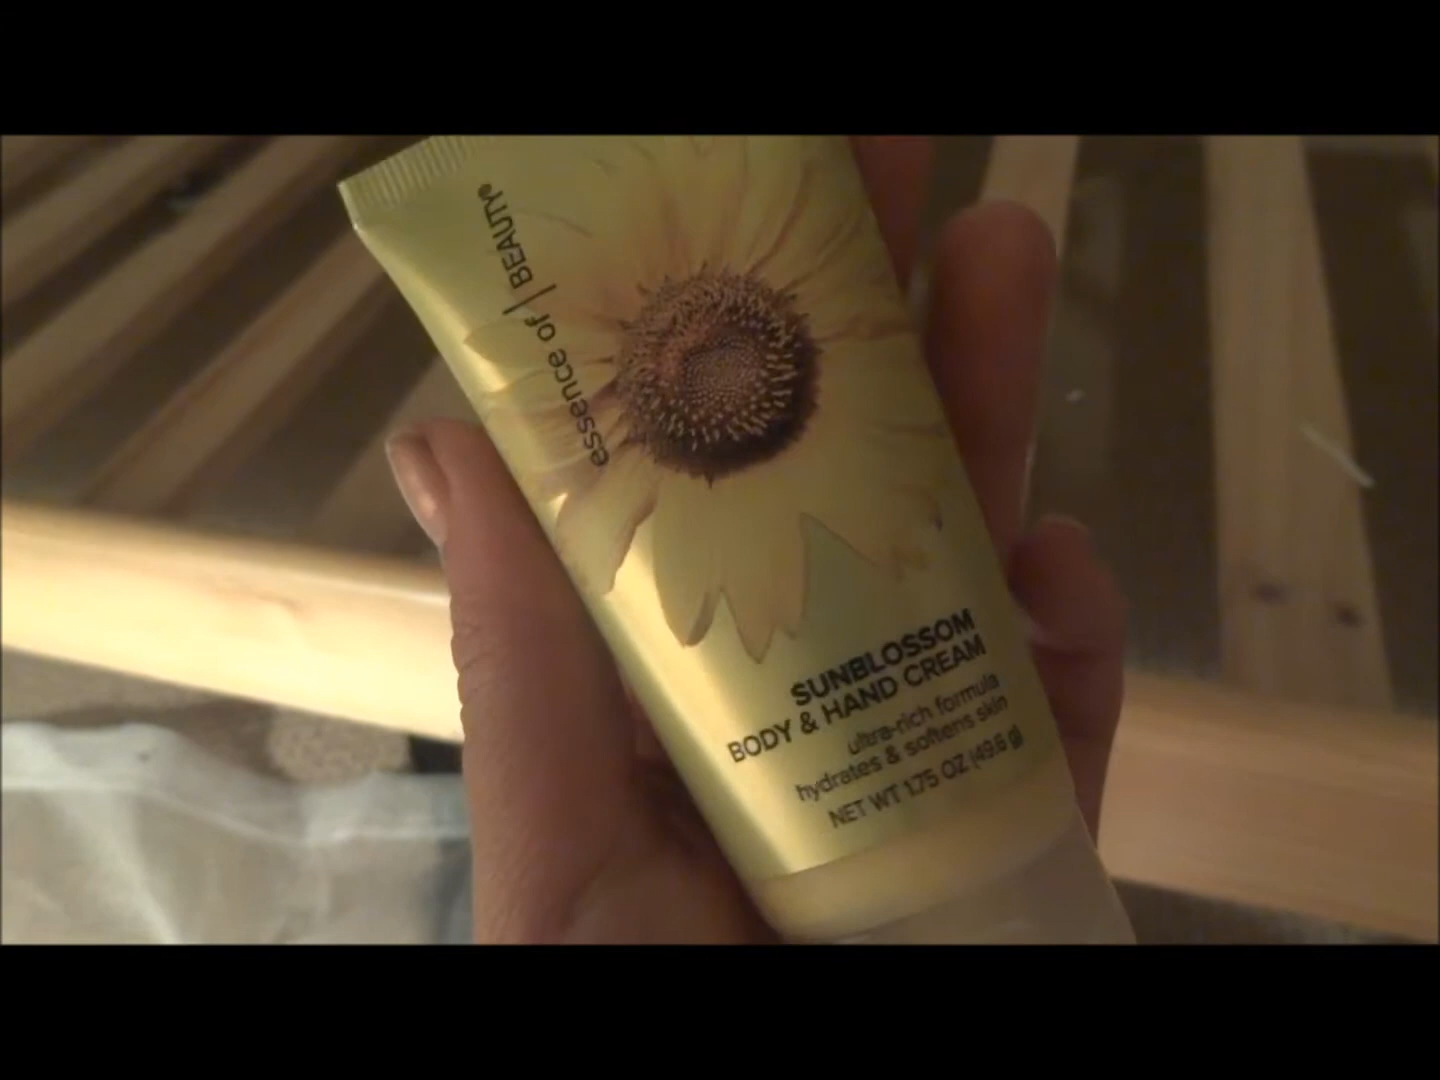 essence of | BEAUTY®
SUNBLOSSOM
BODY & HAND CREAM
ultra-rich formula
hydrates & softens skin
NET WT 1.75 OZ (49.6 g)